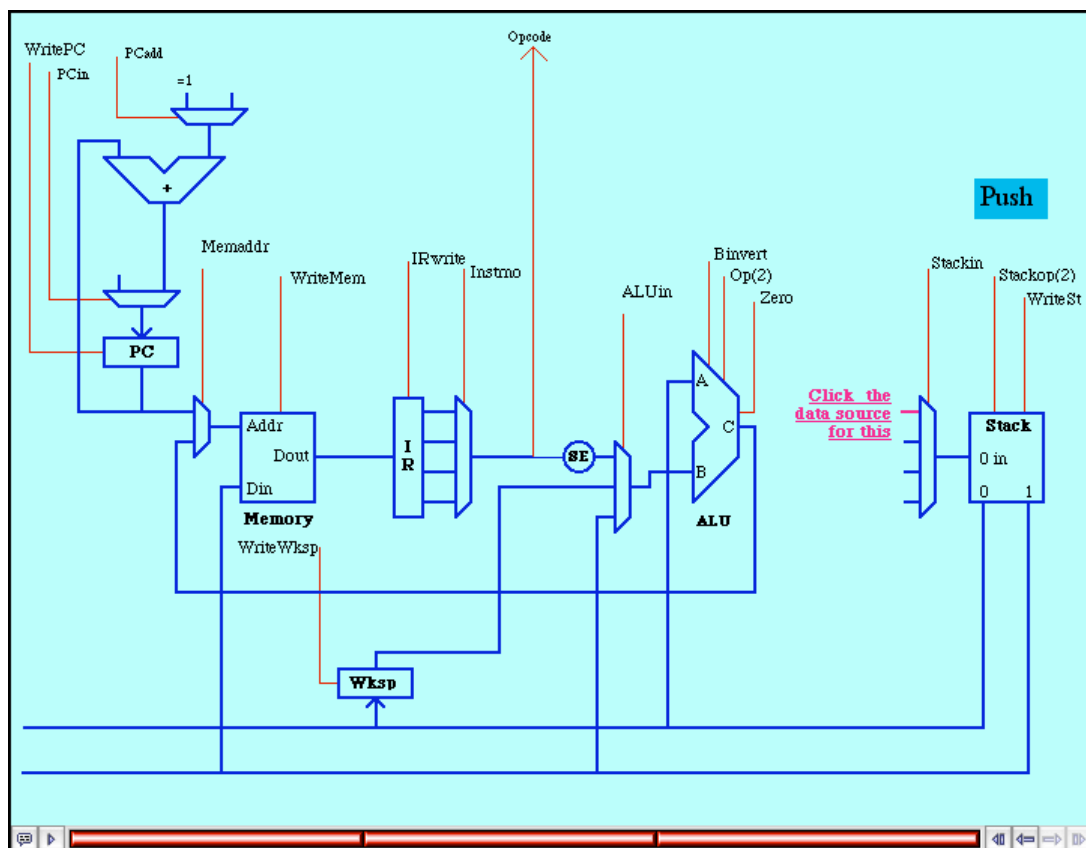 Opcode
WritePC
PCadd
PCin
=1
+
Push
Memaddr
IRwrite
Binvert
Stackin
Stackop(2)
WriteMem
Instrno
Op(2)
ALUin
Zero
WriteSt
PC
A
Click the
data source
for this
Addr
I
R
C
Stack
Dout
SE
0 in
B
Din
0 1
Memory
ALU
WriteWksp
Wksp